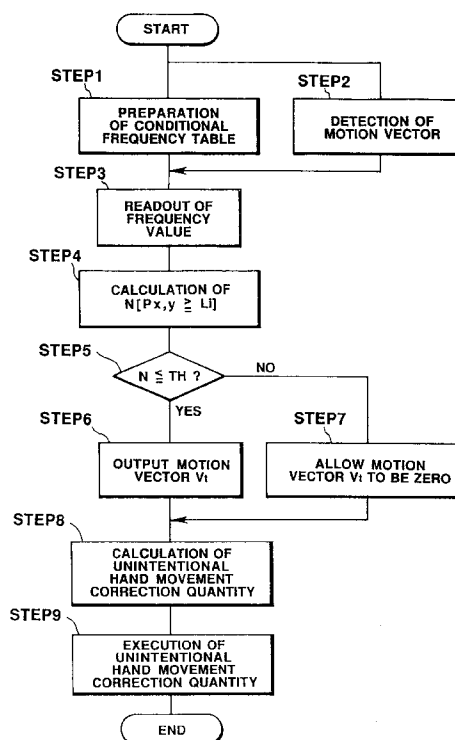 START
STEP1
PREPARATION
OF CONDITIONAL
FREQUENCY TABLE
STEP2
DETECTION OF
MOTION VECTOR
STEP3
READOUT OF
FREQUENCY
VALUE
STEP4
CALCULATION OF
N[Px,y ≧ Li]
STEP5
N ≦ TH ?
NO
YES
STEP6
OUTPUT MOTION
VECTOR Vt
STEP7
ALLOW MOTION
VECTOR Vt TO BE ZERO
STEP8
CALCULATION OF
UNINTENTIONAL
HAND MOVEMENT
CORRECTION QUANTITY
STEP9
EXECUTION OF
UNINTENTIONAL
HAND MOVEMENT
CORRECTION QUANTITY
END